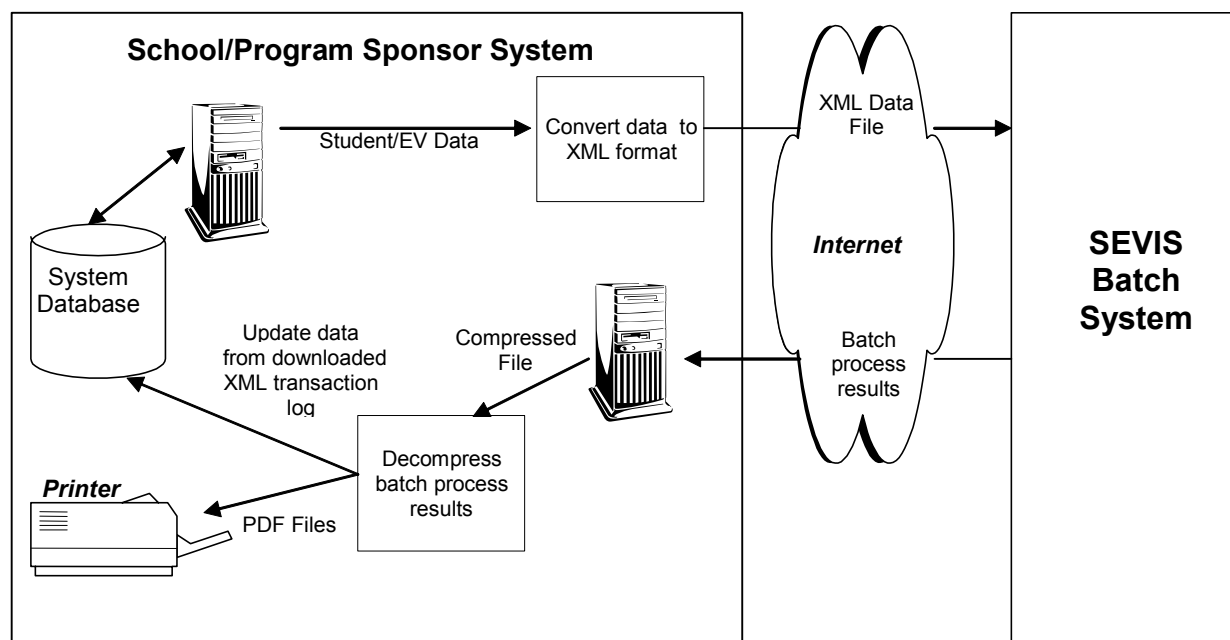 School/Program Sponsor System
Student/EV Data
Convert data to
XML format
XML Data
File
Internet
SEVIS
Batch
System
System
Database
Update data
from downloaded
XML transaction
log
Compressed
File
Batch
process
results
Decompress
batch process
results
Printer
PDF Files